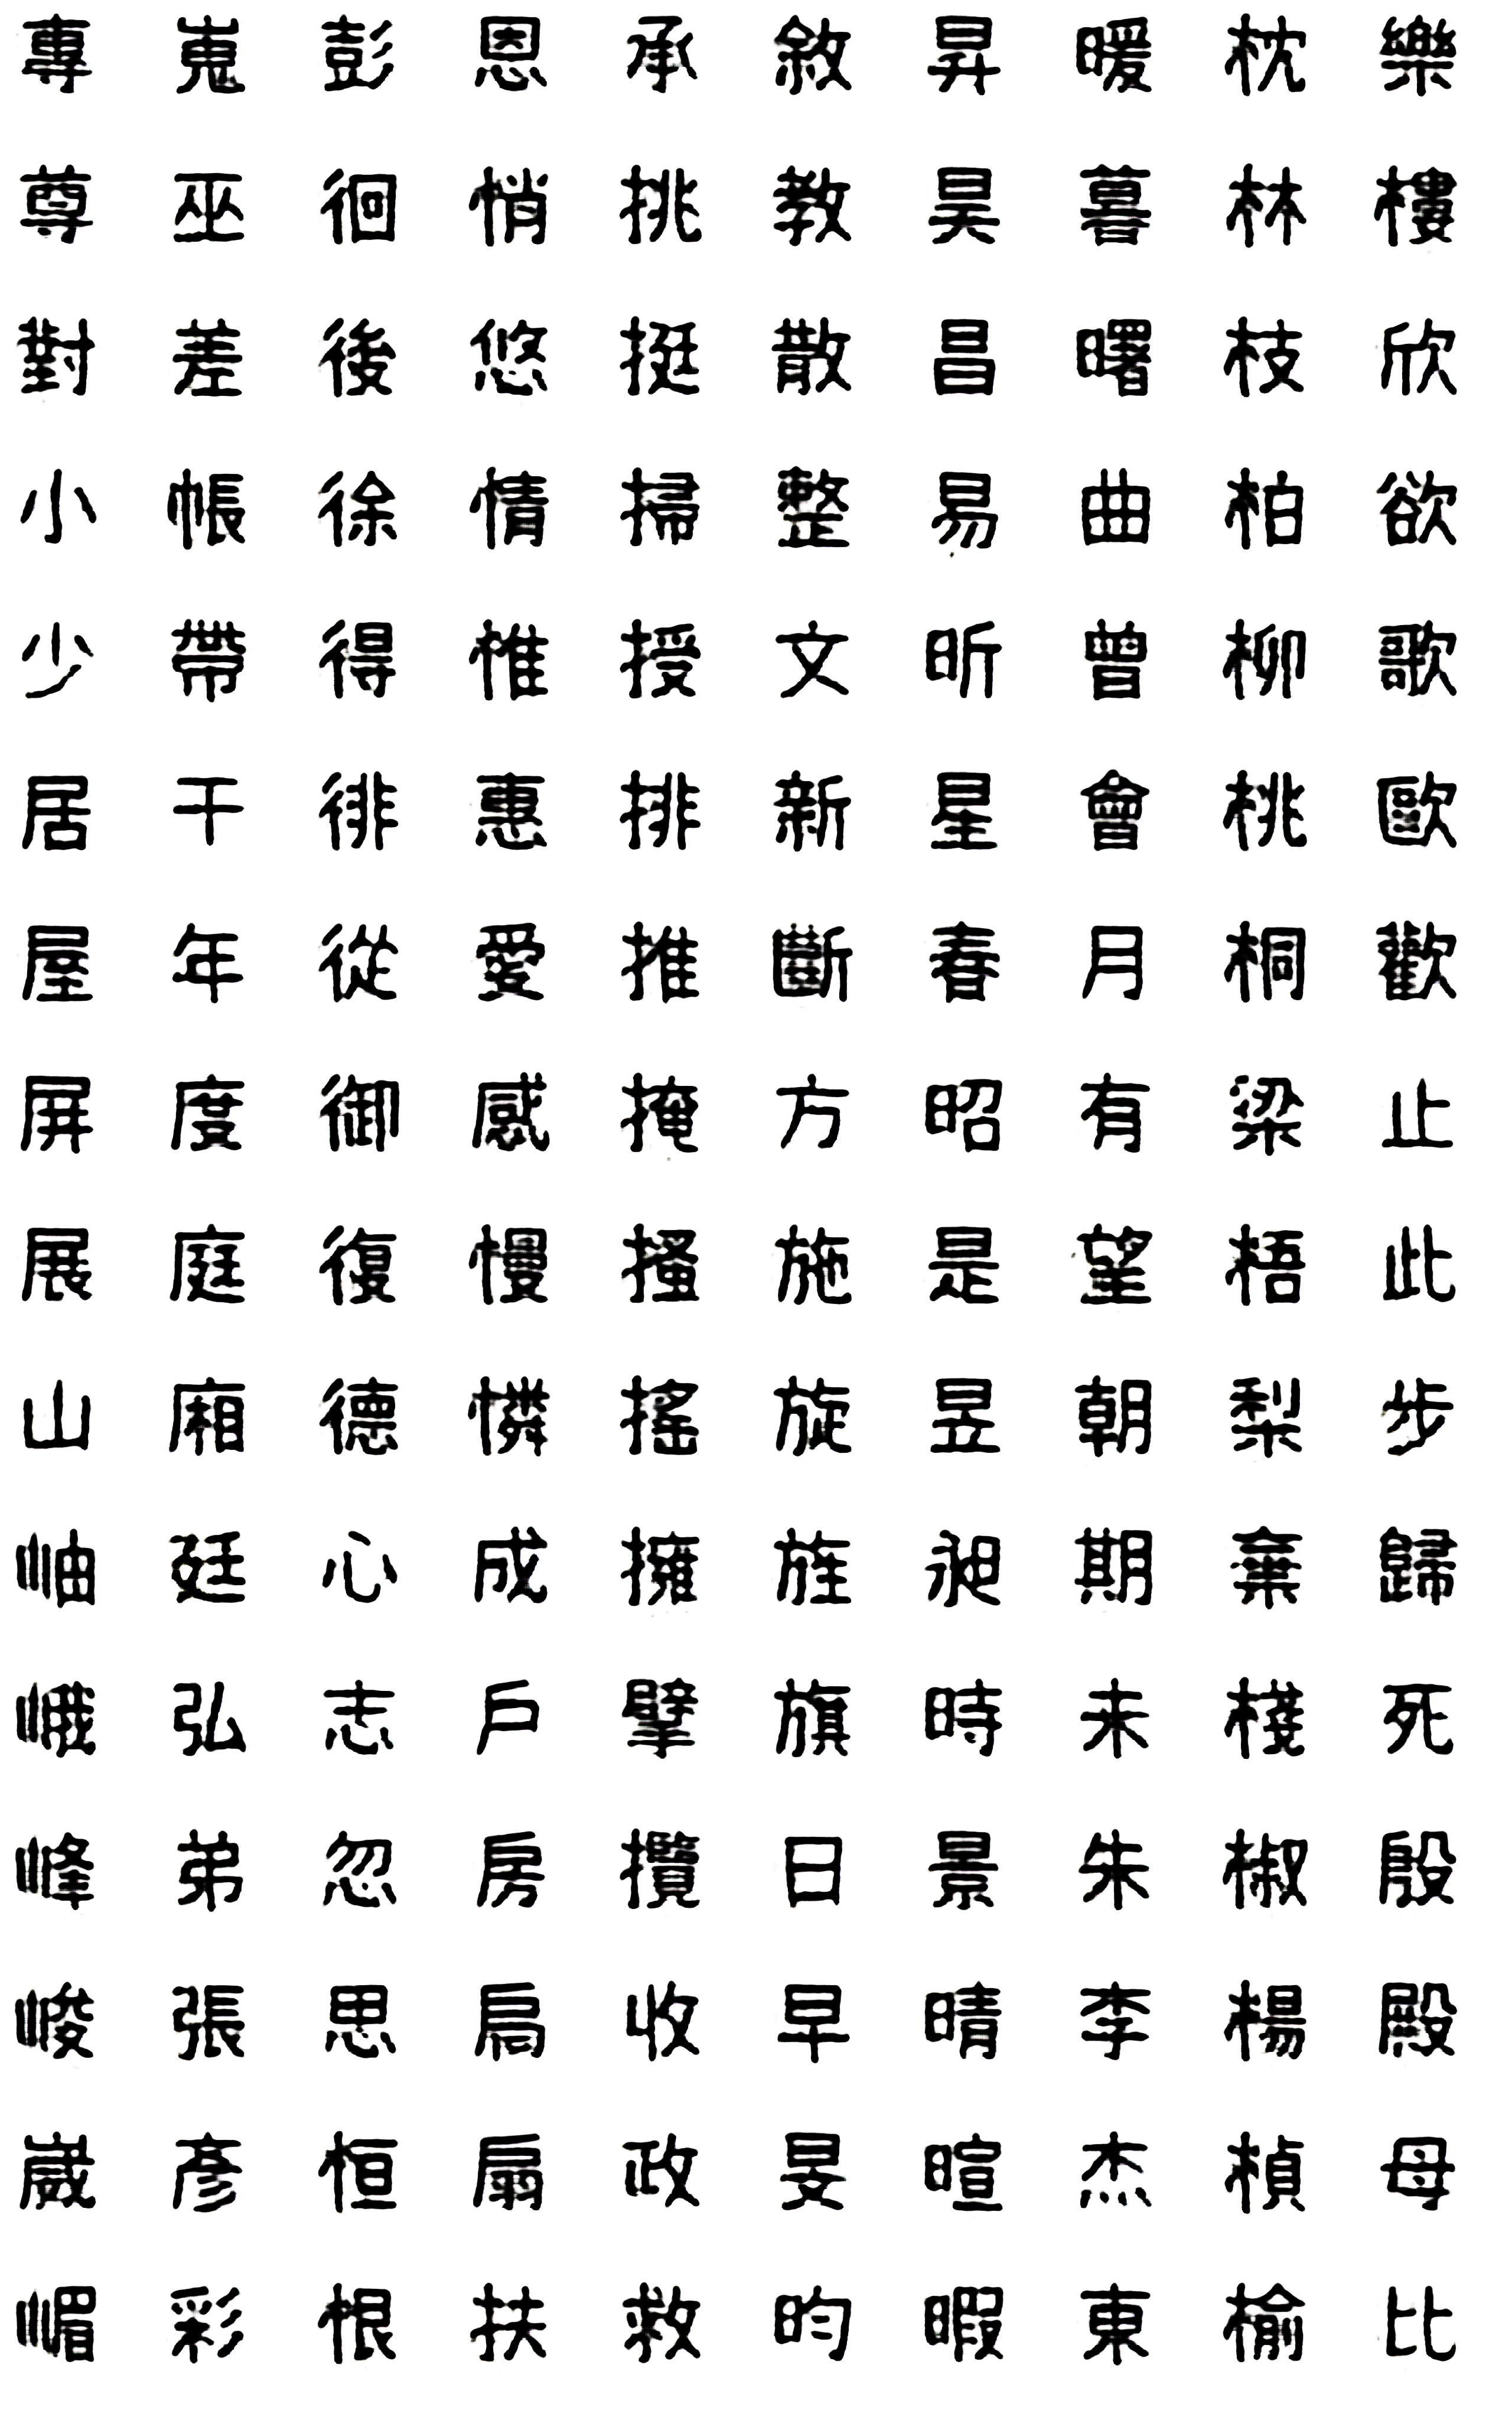 專尊對小少居屋屏展山岫峨峰峻崴嵋
嵬巫差帳帶干年度庭廂廷弘弟張彥彩
彭徊後徐得徘從御復德心志忽思恒恨
恩悄悠情惟惠愛感慢憐成戶房扃扇扶
承挑挺掃授排推掩搔搖擁擘攬收政救
敘教散整文新斷方施旋旌旗日早旻昀
昇昊昌易昕星春昭是昱昶時景晴暄暇
暖暮曙曲曾會月有望朝期未朱李杰東
枕林枝柏柳桃桐梁梧梨棄棧椒楊楨榆
樂樓欣欲歌歐歡止此步歸死殷殿母比